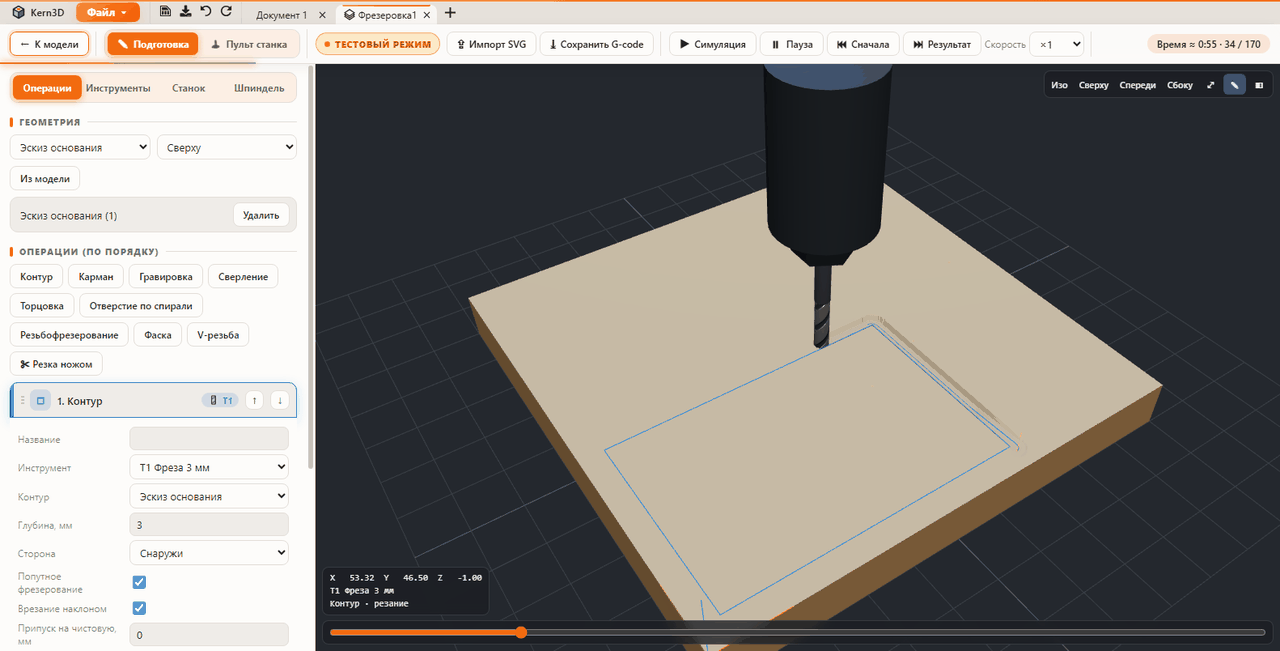 Kern3D Файл Документ 1 × Фрезеровка1 × +
← К модели Подготовка Пульт станка ТЕСТОВЫЙ РЕЖИМ Импорт SVG Сохранить G-code Симуляция Пауза Сначала Результат Скорость ×1 Время ≈ 0:55 · 34 / 170
Операции Инструменты Станок Шпиндель
Изо Сверху Спереди Сбоку
ГЕОМЕТРИЯ
Эскиз основания Сверху
Из модели
Эскиз основания (1) Удалить
ОПЕРАЦИИ (ПО ПОРЯДКУ)
Контур Карман Гравировка Сверление
Торцовка Отверстие по спирали
Резьбофрезерование Фаска V-резьба
Резка ножом
1. Контур T1 ↑ ↓
Название
Инструмент T1 Фреза 3 мм
Контур Эскиз основания
Глубина, мм 3
Сторона Снаружи
Попутное
фрезерование
Врезание наклоном
Припуск на чистовую,
мм 0
X 53.32 Y 46.50 Z -1.00
T1 Фреза 3 мм
Контур · резание